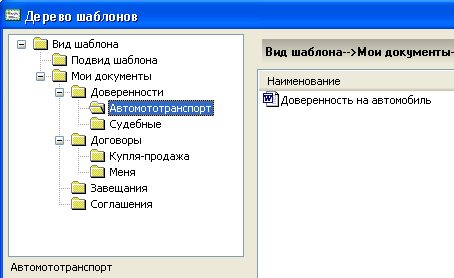 Дерево шаблонов
Вид шаблона
Подвид шаблона
Мои документы
Доверенности
Автомототранспорт
Судебные
Договоры
Купля-продажа
Меня
Завещания
Соглашения
Автомототранспорт
Вид шаблона-->Мои документы-
Наименование
Доверенность на автомобиль